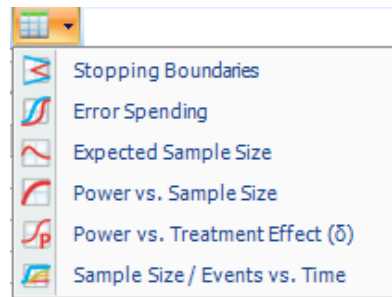 Stopping Boundaries
Error Spending
Expected Sample Size
Power vs. Sample Size
Power vs. Treatment Effect (δ)
Sample Size / Events vs. Time